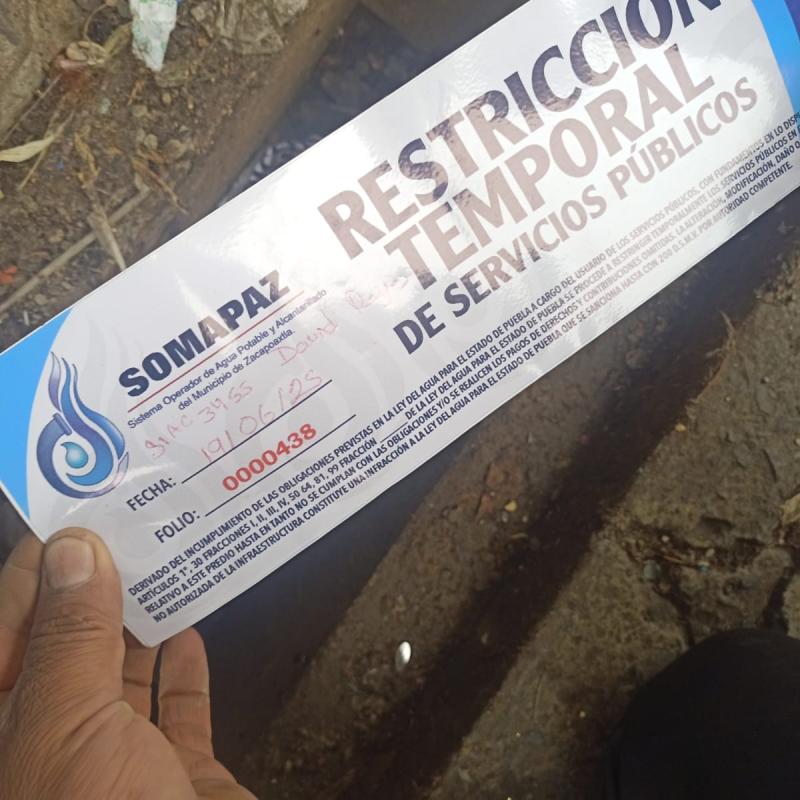 RESTRICCIÓN
TEMPORAL
DE SERVICIOS PÚBLICOS
SOMAPAZ
Sistema Operador de Agua Potable y Alcantarillado
del Municipio de Zacapoaxtla.
3455 David
FECHA: 19/06/25
FOLIO: 0000438
DERIVADO DEL INCUMPLIMIENTO DE LAS OBLIGACIONES PREVISTAS EN LA LEY DEL AGUA PARA EL ESTADO DE PUEBLA A CARGO DEL USUARIO DE LOS SERVICIOS PÚBLICOS, CON FUNDAMENTOS EN LO
ARTÍCULOS 1°, 30 FRACCIONES I, II, III, IV, 50 64, 81, 99 FRACCIÓN ____ DE LA LEY DEL AGUA PARA EL ESTADO DE PUEBLA SE PROCEDE A RESTRINGIR TEMPORALMENTE LOS SERVICIOS PÚBLICOS EN
RELATIVO A ESTE PREDIO HASTA EN TANTO NO SE CUMPLAN CON LAS OBLIGACIONES Y/O SE REALICEN LOS PAGOS DE DERECHOS Y CONTRIBUCIONES OMITIDAS. LA ALTERACIÓN, MODIFICACIÓN, DAÑO O
NO AUTORIZADA DE LA INFRAESTRUCTURA CONSTITUYE UNA INFRACCIÓN A LA LEY DEL AGUA PARA EL ESTADO DE PUEBLA QUE SE SANCIONA HASTA CON 200 D.S.M.V. POR AUTORIDAD COMPETENTE.